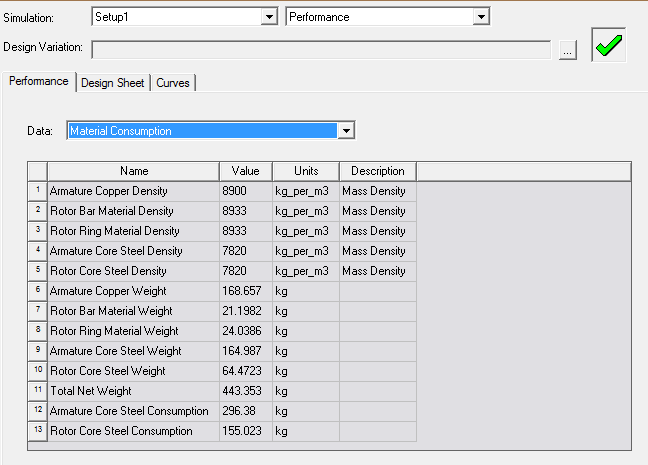 Simulation: Setup1 Performance
Design Variation: ...
Performance Design Sheet Curves
Data: Material Consumption
Name Value Units Description
1 Armature Copper Density 8900 kg_per_m3 Mass Density
2 Rotor Bar Material Density 8933 kg_per_m3 Mass Density
3 Rotor Ring Material Density 8933 kg_per_m3 Mass Density
4 Armature Core Steel Density 7820 kg_per_m3 Mass Density
5 Rotor Core Steel Density 7820 kg_per_m3 Mass Density
6 Armature Copper Weight 168.657 kg
7 Rotor Bar Material Weight 21.1982 kg
8 Rotor Ring Material Weight 24.0386 kg
9 Armature Core Steel Weight 164.987 kg
10 Rotor Core Steel Weight 64.4723 kg
11 Total Net Weight 443.353 kg
12 Armature Core Steel Consumption 296.38 kg
13 Rotor Core Steel Consumption 155.023 kg